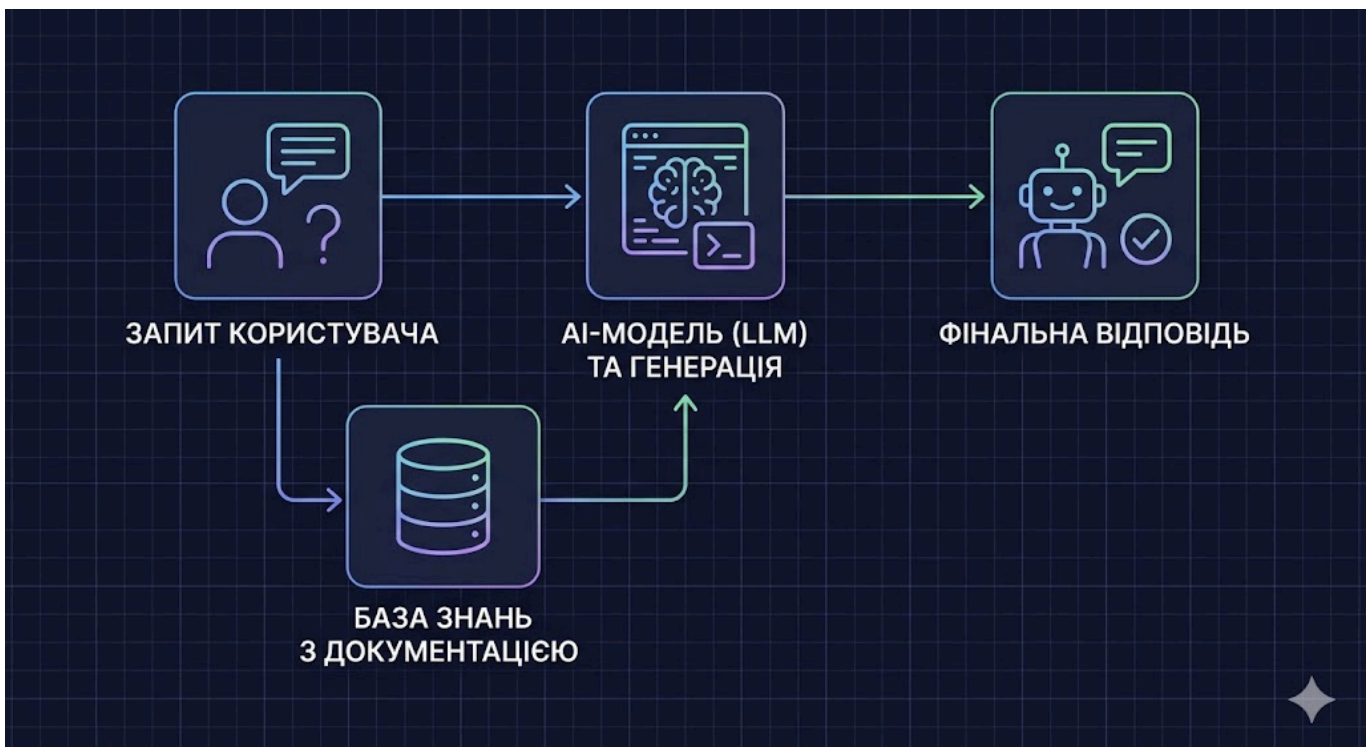 ЗАПИТ КОРИСТУВАЧА
AI-МОДЕЛЬ (LLM)
ТА ГЕНЕРАЦІЯ
ФІНАЛЬНА ВІДПОВІДЬ
БАЗА ЗНАНЬ
З ДОКУМЕНТАЦІЄЮ